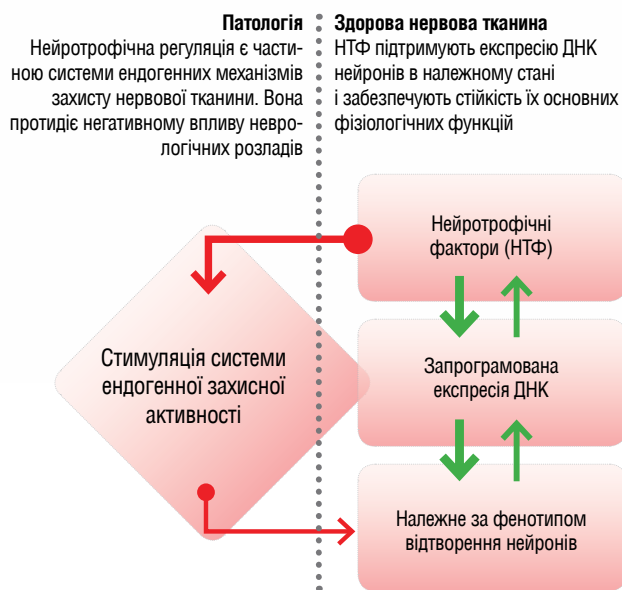 Патологія
Нейротрофічна регуляція є части-
ною системи ендогенних механізмів
захисту нервової тканини. Вона
протидіє негативному впливу невро-
логічних розладів
Здорова нервова тканина
НТФ підтримують експресію ДНК
нейронів в належному стані
і забезпечують стійкість їх основних
фізіологічних функцій
Нейротрофічні
фактори (НТФ)
Стимуляція системи
ендогенної захисної
активності
Запрограмована
експресія ДНК
Належне за фенотипом
відтворення нейронів